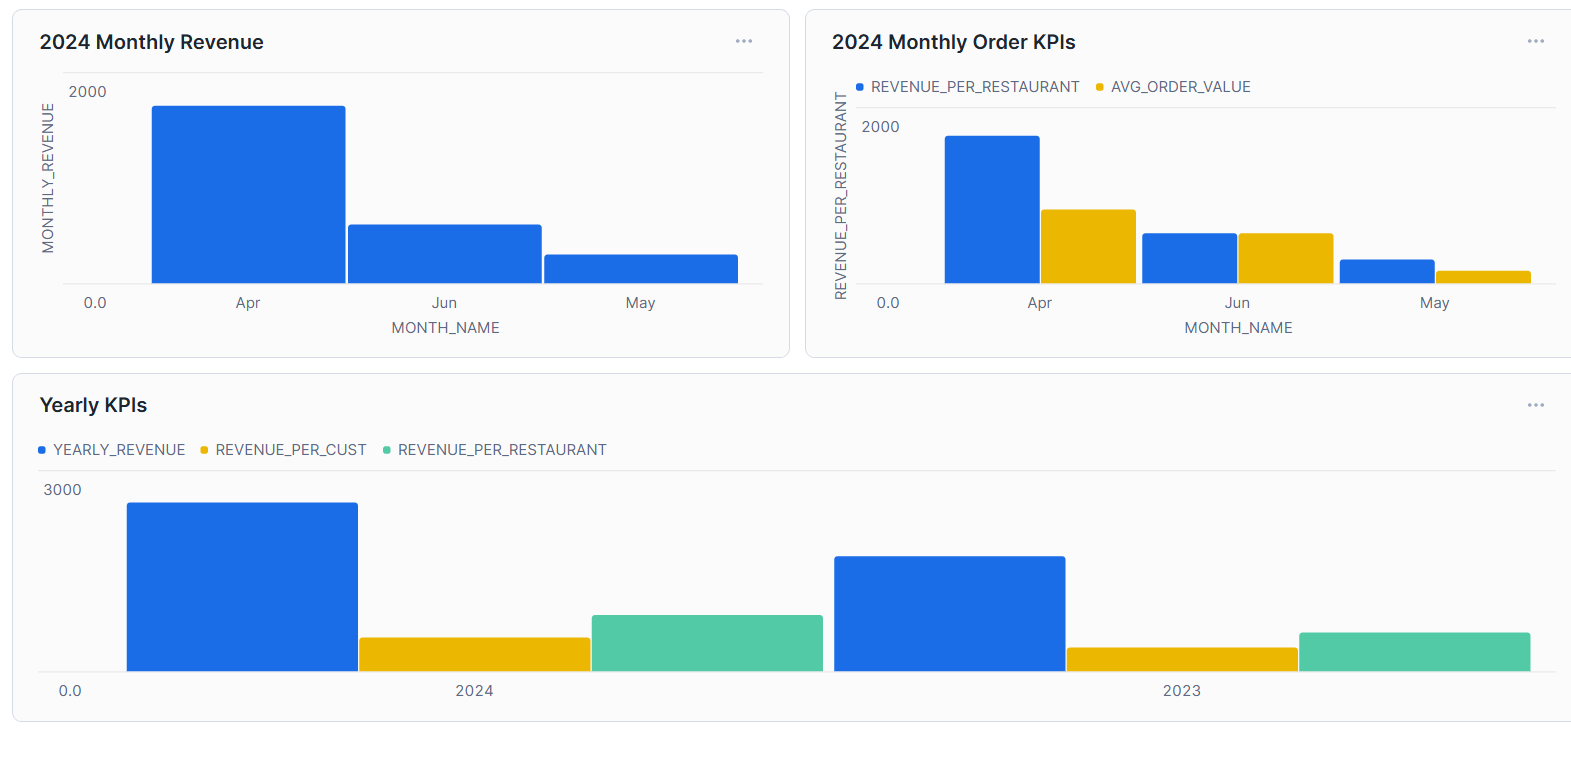 2024 Monthly Revenue
2000
MONTHLY_REVENUE
0.0
Apr
Jun
May
MONTH_NAME
2024 Monthly Order KPIs
REVENUE_PER_RESTAURANT
AVG_ORDER_VALUE
2000
REVENUE_PER_RESTAURANT
0.0
Apr
Jun
May
MONTH_NAME
Yearly KPIs
YEARLY_REVENUE
REVENUE_PER_CUST
REVENUE_PER_RESTAURANT
3000
0.0
2024
2023